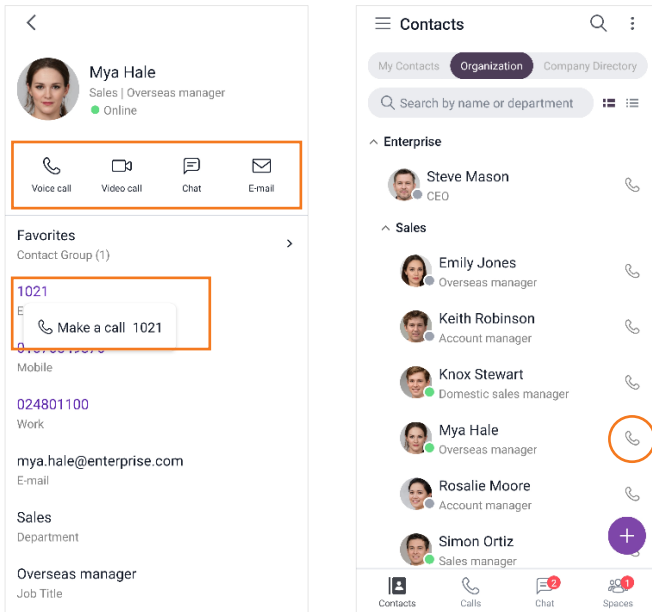 Mya Hale
Sales | Overseas manager
Online
Voice call
Video call
Chat
E-mail
Favorites
Contact Group (1)
1021
Make a call 1021
Mobile
024801100
Work
mya.hale@enterprise.com
E-mail
Sales
Department
Overseas manager
Job Title
Contacts
My Contacts
Organization
Company Directory
Search by name or department
Enterprise
Steve Mason
CEO
Sales
Emily Jones
Overseas manager
Keith Robinson
Account manager
Knox Stewart
Domestic sales manager
Mya Hale
Overseas manager
Rosalie Moore
Account manager
Simon Ortiz
Sales manager
Contacts
Calls
2
Chat
1
Spaces